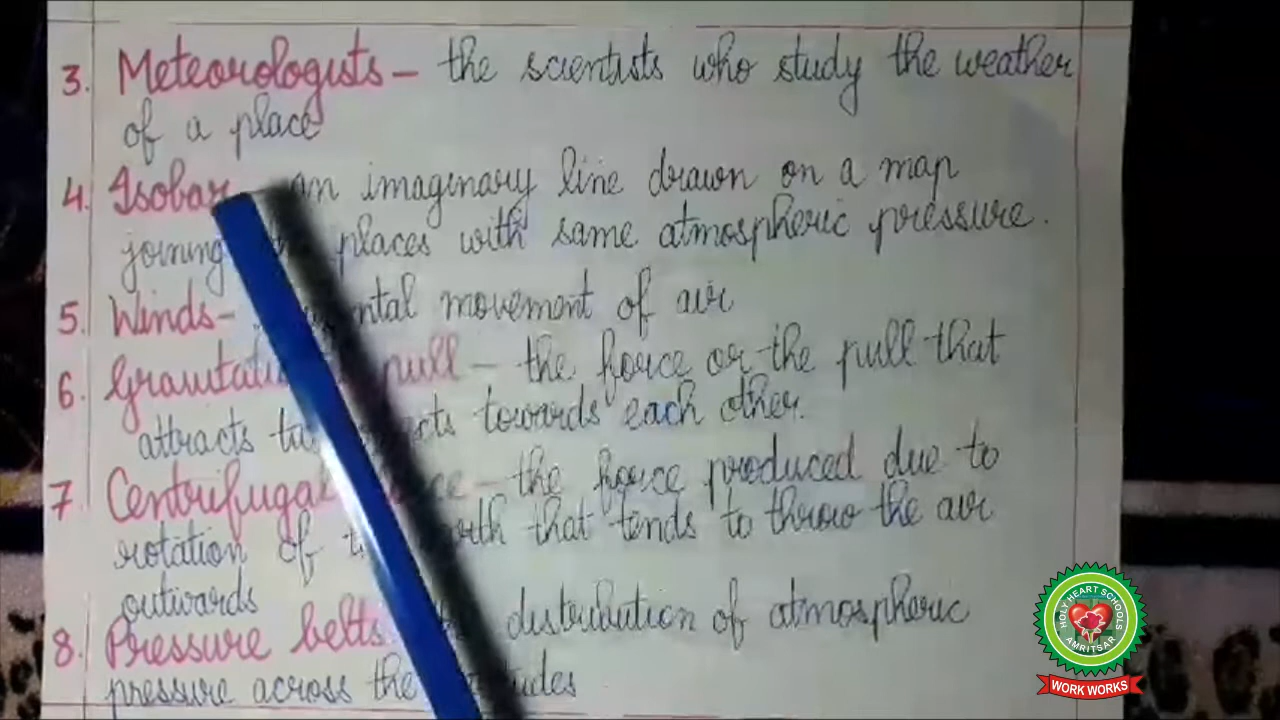 3. Meteorologists - the scientists who study the weather
of a place
4. Isobar - an imaginary line drawn on a map
joining the places with same atmospheric pressure.
5. Winds - movement of air
6. pull - the force or the pull that
attracts towards each other.
7. Centrifugal - the force produced due to
rotation of that tends to throw the air
outwards
8. Pressure belts distribution of atmospheric
pressure across the
HOLY HEART SCHOOLS
AMRITSAR
WORK WORKS